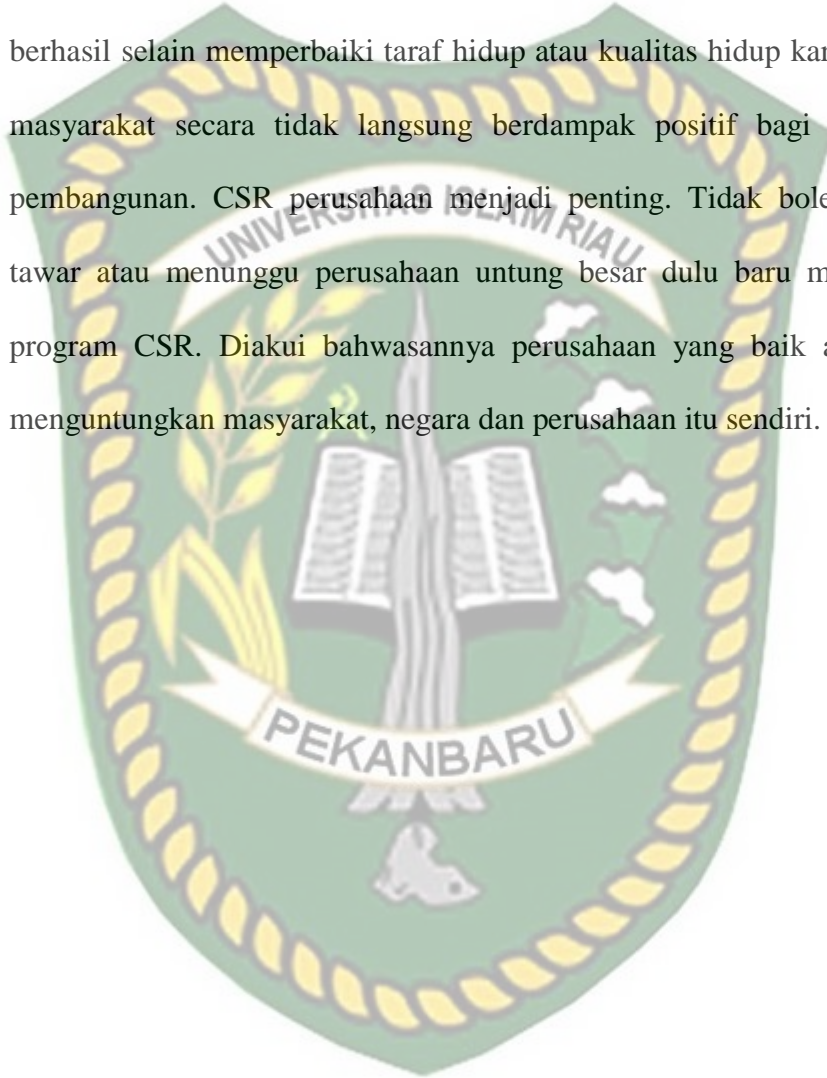 berhasil selain memperbaiki taraf hidup atau kualitas hidup
masyarakat secara tidak langsung berdampak positif bagi
pembangunan. CSR perusahaan menjadi penting. Tidak
UNIVERSITAS ISLAM RIAU
tawar atau menunggu perusahaan untung besar dulu baru
program CSR. Diakui bahwasannya perusahaan yang baik
menguntungkan masyarakat, negara dan perusahaan itu sendiri.
PEKANBARU